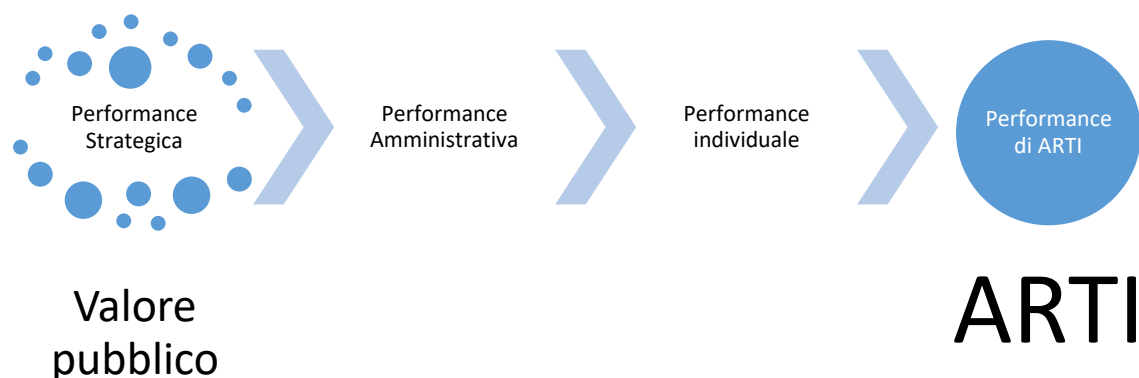 Performance
Strategica
Performance
Amministrativa
Performance
individuale
Performance
di ARTI
Valore
pubblico
ARTI